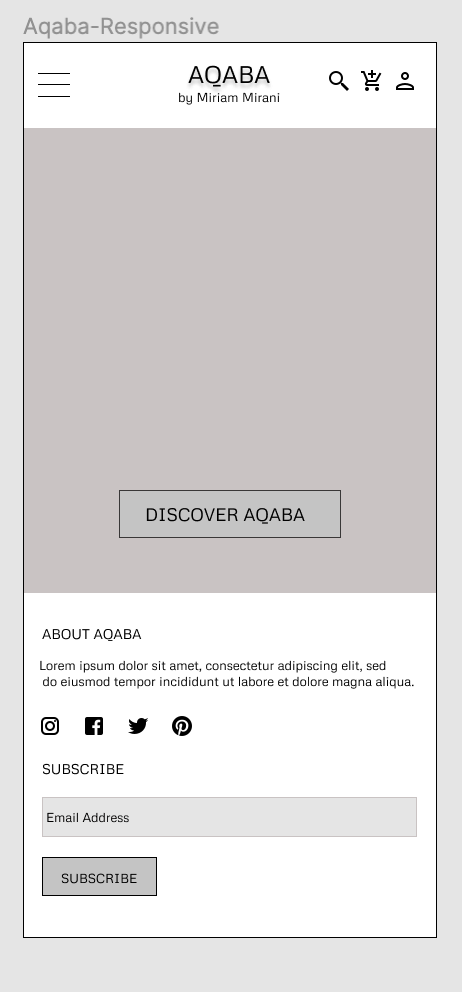 Aqaba-Responsive
AQABA
by Miriam Mirani
DISCOVER AQABA
ABOUT AQABA
Lorem ipsum dolor sit amet, consectetur adipiscing elit, sed
do eiusmod tempor incididunt ut labore et dolore magna aliqua.
SUBSCRIBE
Email Address
SUBSCRIBE